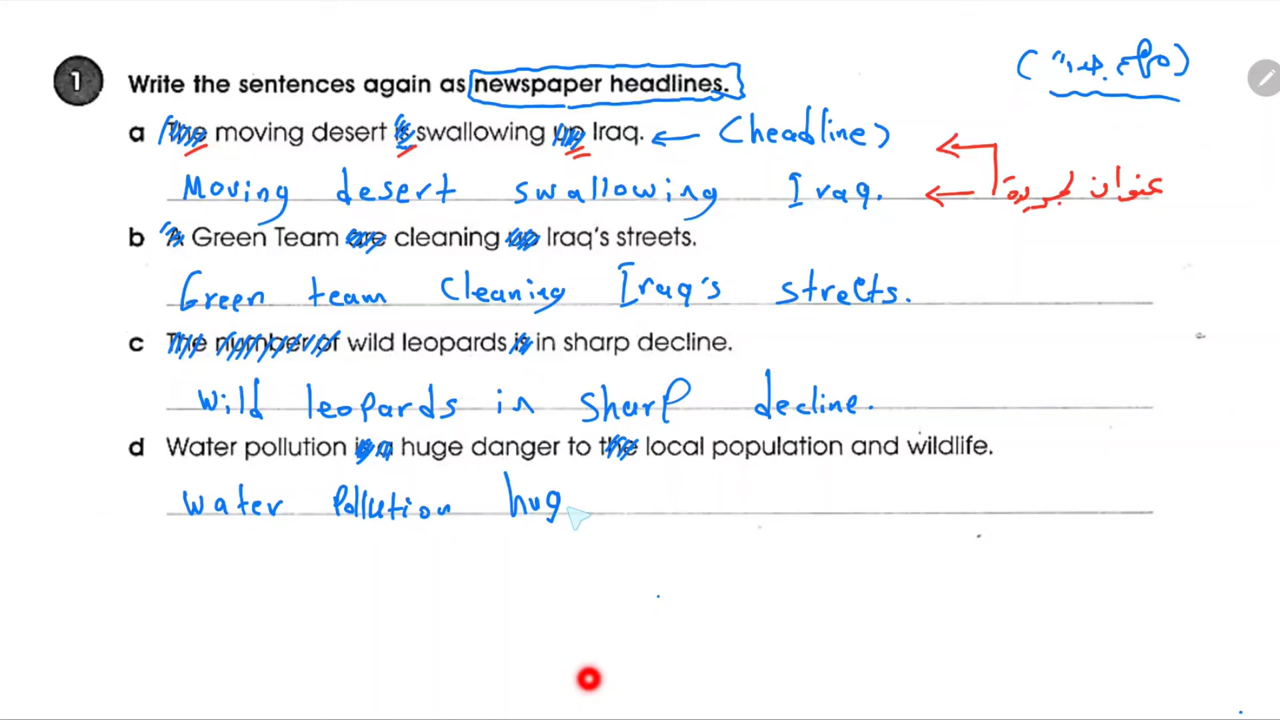 1 Write the sentences again as newspaper headlines.
a The moving desert is swallowing up Iraq. ← (headline)
Moving desert swallowing Iraq.
عنوان لجريدة
b A Green Team are cleaning up Iraq's streets.
Green team cleaning Iraq's streets.
c The number of wild leopards is in sharp decline.
Wild leopards in sharp decline.
d Water pollution is a huge danger to the local population and wildlife.
Water Pollution hug